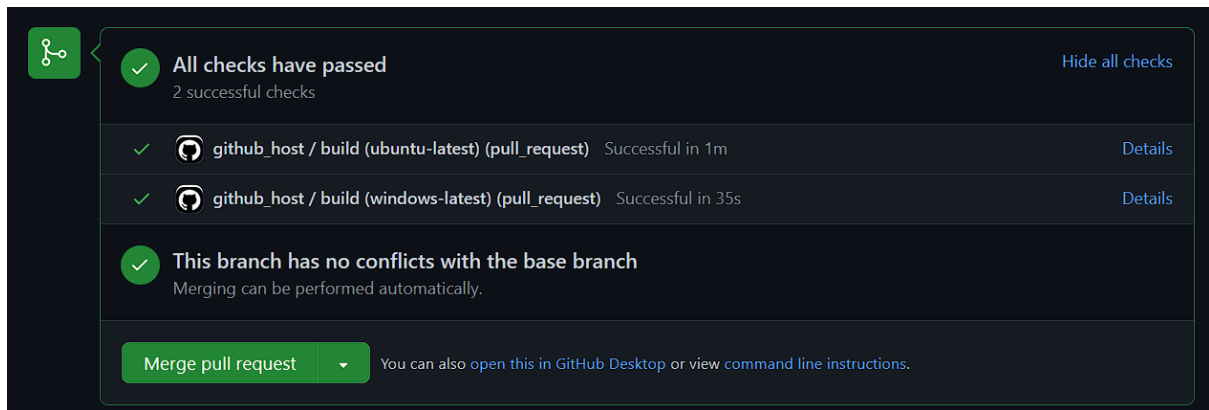 All checks have passed
Hide all checks
2 successful checks
github_host / build (ubuntu-latest) (pull_request) Successful in 1m
Details
github_host / build (windows-latest) (pull_request) Successful in 35s
Details
This branch has no conflicts with the base branch
Merging can be performed automatically.
Merge pull request
You can also open this in GitHub Desktop or view command line instructions.